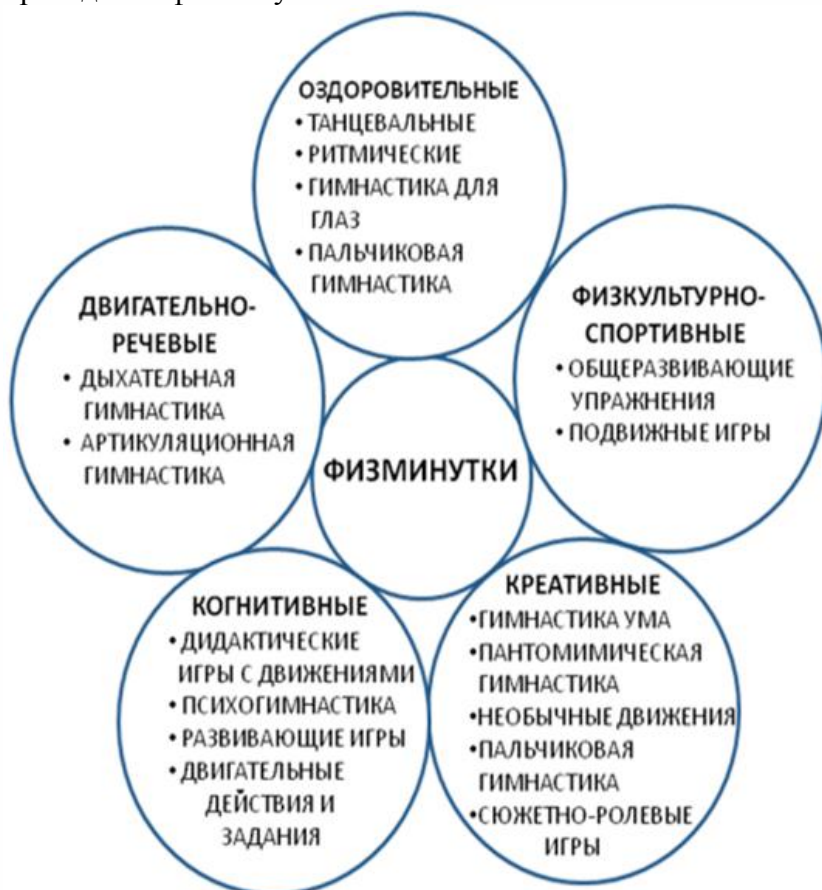 ОЗДОРОВИТЕЛЬНЫЕ
• ТАНЦЕВАЛЬНЫЕ
• РИТМИЧЕСКИЕ
• ГИМНАСТИКА ДЛЯ
ГЛАЗ
• ПАЛЬЧИКОВАЯ
ГИМНАСТИКА
ДВИГАТЕЛЬНО-
РЕЧЕВЫЕ
• ДЫХАТЕЛЬНАЯ
ГИМНАСТИКА
• АРТИКУЛЯЦИОННАЯ
ГИМНАСТИКА
ФИЗКУЛЬТУРНО-
СПОРТИВНЫЕ
• ОБЩЕРАЗВИВАЮЩИЕ
УПРАЖНЕНИЯ
• ПОДВИЖНЫЕ ИГРЫ
ФИЗМИНУТКИ
КОГНИТИВНЫЕ
• ДИДАКТИЧЕСКИЕ
ИГРЫ С ДВИЖЕНИЯМИ
• ПСИХОГИМНАСТИКА
• РАЗВИВАЮЩИЕ ИГРЫ
• ДВИГАТЕЛЬНЫЕ
ДЕЙСТВИЯ И
ЗАДАНИЯ
КРЕАТИВНЫЕ
•ГИМНАСТИКА УМА
•ПАНТОМИМИЧЕСКАЯ
ГИМНАСТИКА
•НЕОБЫЧНЫЕ ДВИЖЕНИЯ
•ПАЛЬЧИКОВАЯ
ГИМНАСТИКА
•СЮЖЕТНО-РОЛЕВЫЕ
ИГРЫ